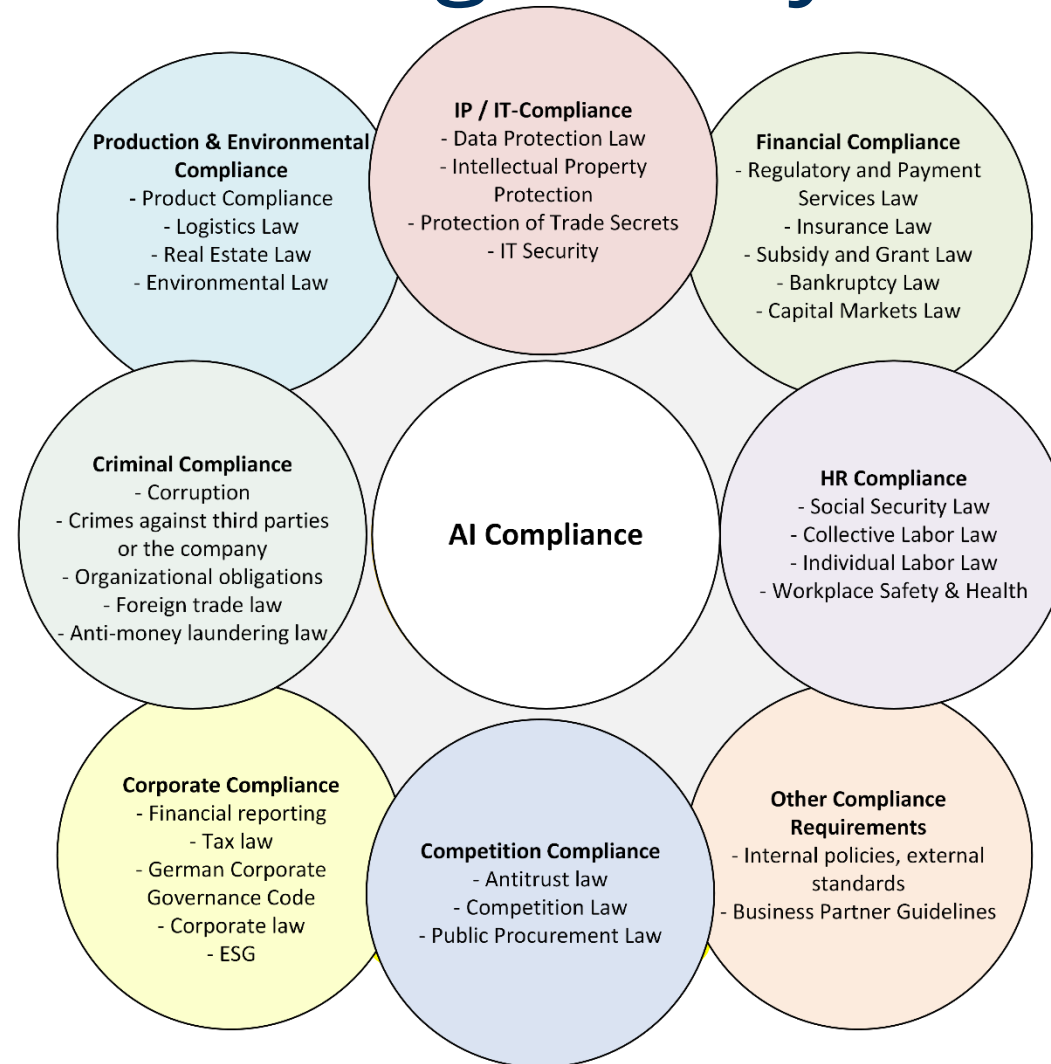 IP / IT-Compliance
- Data Protection Law
- Intellectual Property
Protection
- Protection of Trade Secrets
- IT Security
Production & Environmental
Compliance
- Product Compliance
- Logistics Law
- Real Estate Law
- Environmental Law
Financial Compliance
- Regulatory and Payment
Services Law
- Insurance Law
- Subsidy and Grant Law
- Bankruptcy Law
- Capital Markets Law
Criminal Compliance
- Corruption
- Crimes against third parties
or the company
- Organizational obligations
- Foreign trade law
- Anti-money laundering law
AI Compliance
HR Compliance
- Social Security Law
- Collective Labor Law
- Individual Labor Law
- Workplace Safety & Health
Corporate Compliance
- Financial reporting
- Tax law
- German Corporate
Governance Code
- Corporate law
- ESG
Competition Compliance
- Antitrust law
- Competition Law
- Public Procurement Law
Other Compliance
Requirements
- Internal policies, external
standards
- Business Partner Guidelines